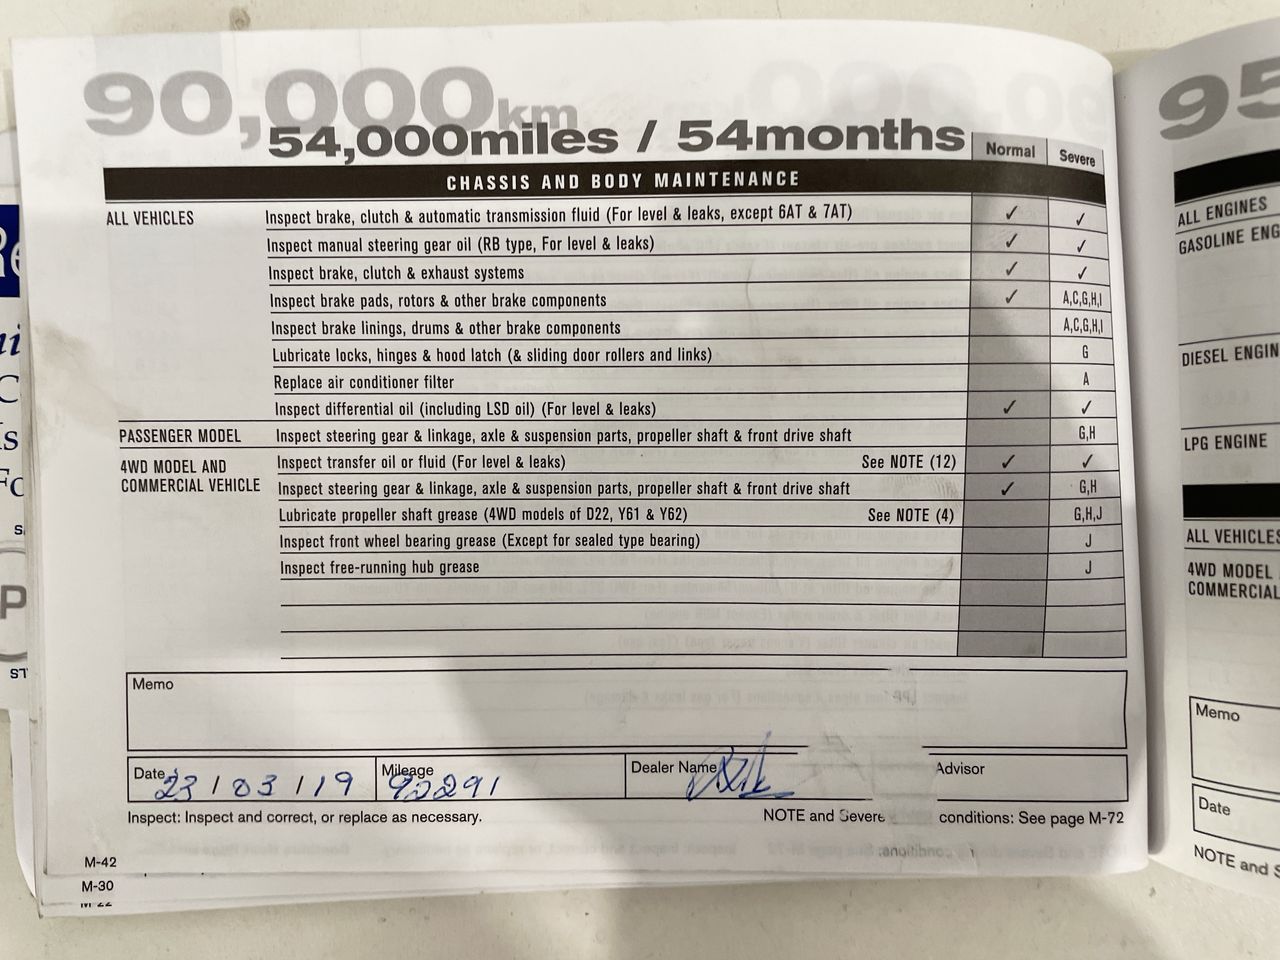 90,000km
54,000miles / 54months
Normal Severe
CHASSIS AND BODY MAINTENANCE
ALL VEHICLES Inspect brake, clutch & automatic transmission fluid (For level & leaks, except 6AT & 7AT) ✓ ✓
Inspect manual steering gear oil (RB type, For level & leaks) ✓ ✓
Inspect brake, clutch & exhaust systems ✓ ✓
Inspect brake pads, rotors & other brake components ✓ A,C,G,H,I
Inspect brake linings, drums & other brake components A,C,G,H,I
Lubricate locks, hinges & hood latch (& sliding door rollers and links) G
Replace air conditioner filter A
Inspect differential oil (including LSD oil) (For level & leaks) ✓ ✓
PASSENGER MODEL Inspect steering gear & linkage, axle & suspension parts, propeller shaft & front drive shaft G,H
4WD MODEL AND Inspect transfer oil or fluid (For level & leaks) See NOTE (12) ✓ ✓
COMMERCIAL VEHICLE Inspect steering gear & linkage, axle & suspension parts, propeller shaft & front drive shaft ✓ G,H
Lubricate propeller shaft grease (4WD models of D22, Y61 & Y62) See NOTE (4) G,H,J
Inspect front wheel bearing grease (Except for sealed type bearing) J
Inspect free-running hub grease J
Memo
Date 23/03/19 Mileage 90291 Dealer Name Advisor
Inspect: Inspect and correct, or replace as necessary. NOTE and Severe conditions: See page M-72
M-42
M-30
95
ALL ENGINES
GASOLINE ENG
DIESEL ENGIN
LPG ENGINE
ALL VEHICLES
4WD MODEL
COMMERCIAL
Memo
Date
NOTE and S